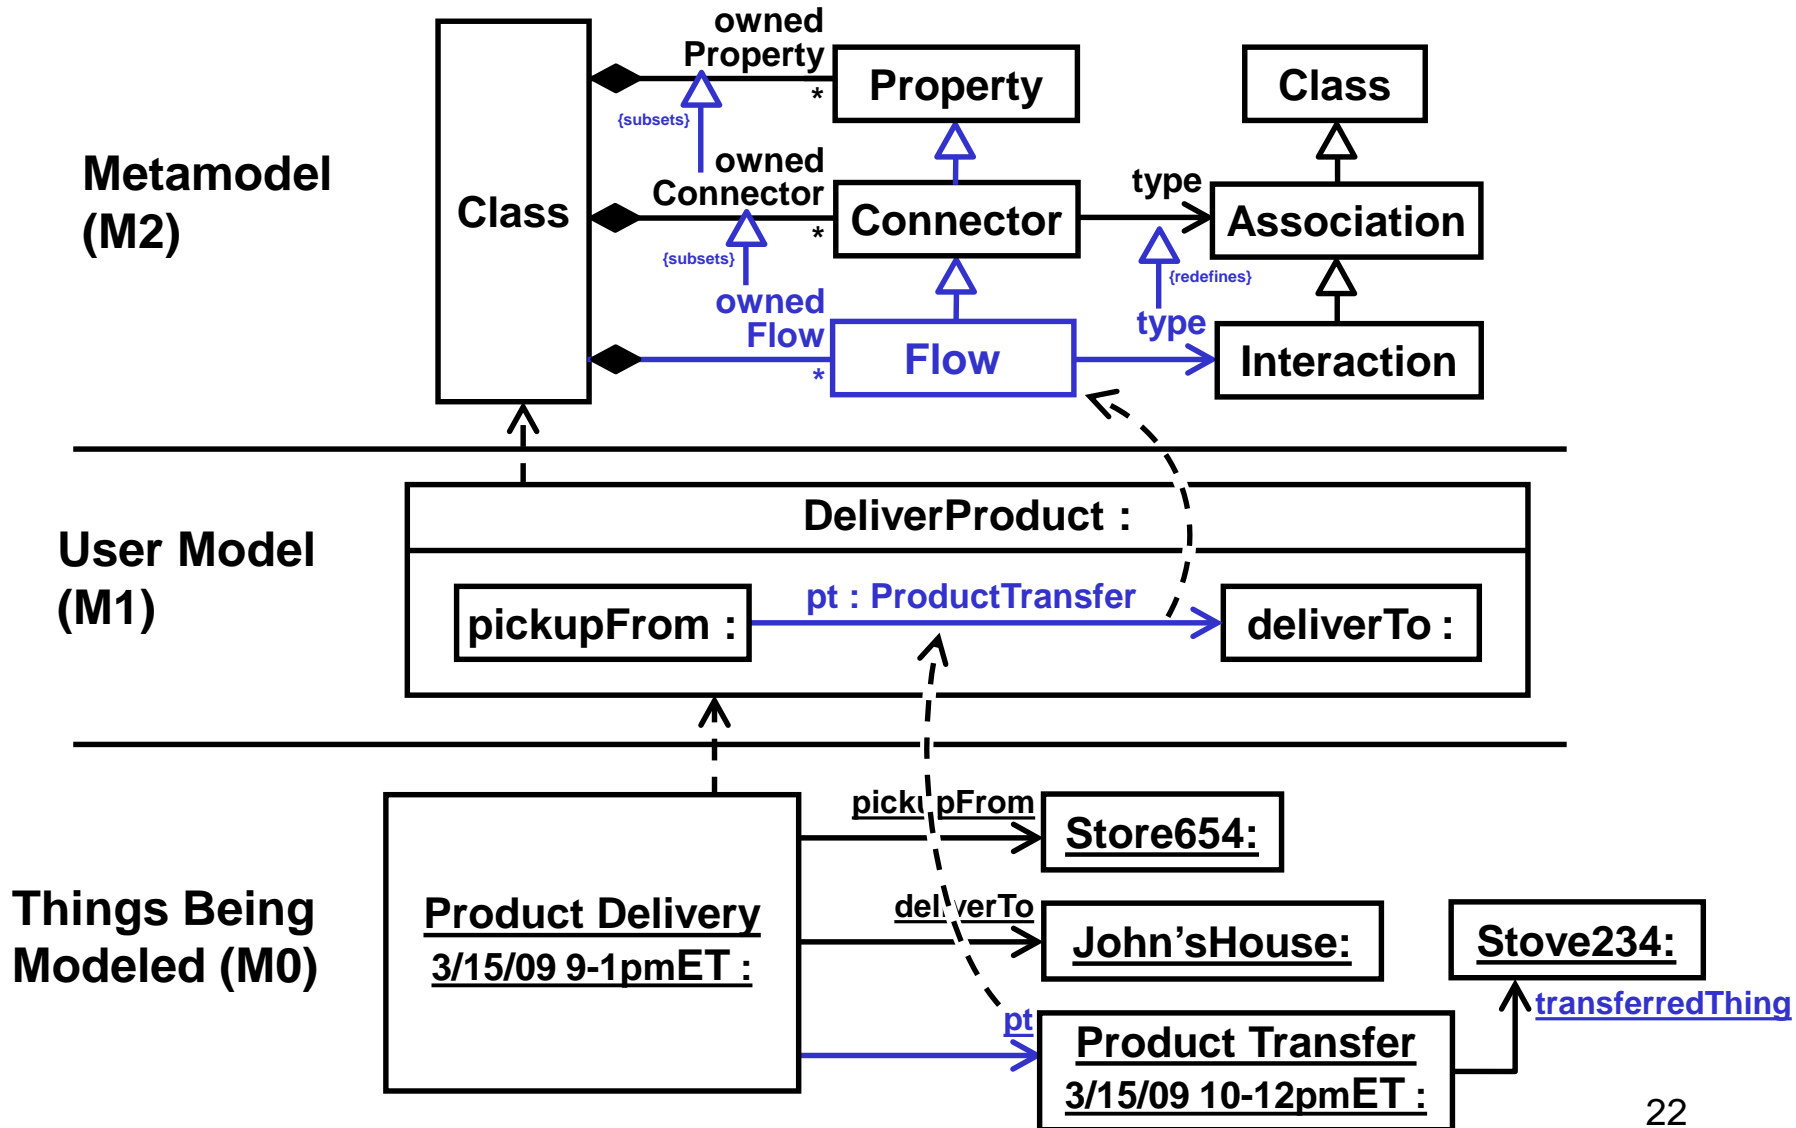 owned
Property
*
Property
Class
{subsets}
Metamodel
(M2)
Class
owned
Connector
*
Connector
type
Association
{subsets}
{redefines}
owned
Flow
*
Flow
type
Interaction
User Model
(M1)
DeliverProduct :
pickupFrom :
pt : ProductTransfer
deliverTo :
Things Being
Modeled (M0)
Product Delivery
3/15/09 9-1pmET :
pickupFrom
Store654:
deliverTo
John'sHouse:
Stove234:
transferredThing
pt
Product Transfer
3/15/09 10-12pmET :
22